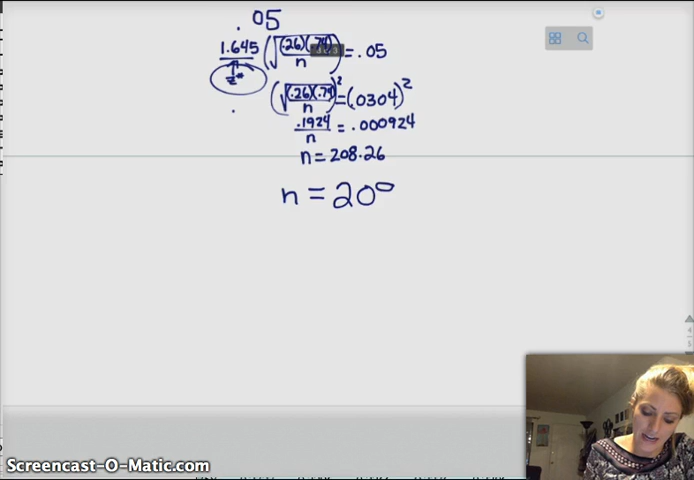 . 05
1.645 (√(.26)(.74)/n) = .05
z*
(√(.26)(.74)/n)² = (.0304)²
.1924/n = .000924
n = 208.26
n = 20
Screencast-O-Matic.com